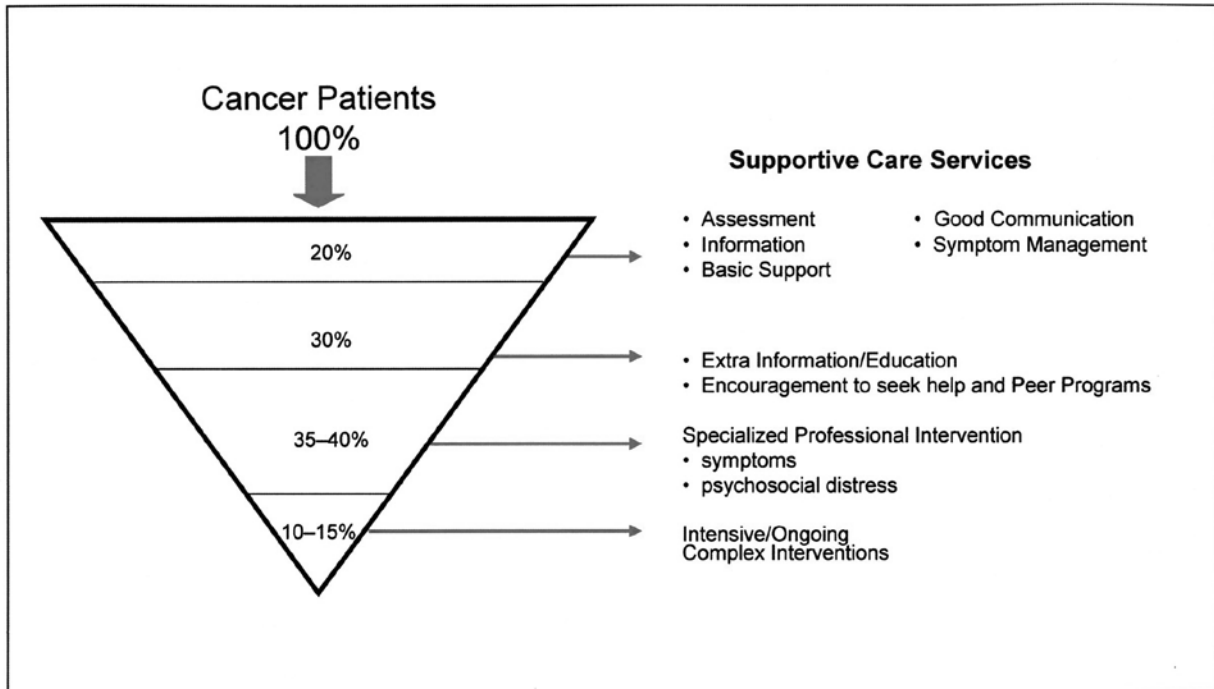 Cancer Patients
100%
20%
30%
35–40%
10–15%
Supportive Care Services
• Assessment
• Information
• Basic Support
• Good Communication
• Symptom Management
• Extra Information/Education
• Encouragement to seek help and Peer Programs
Specialized Professional Intervention
• symptoms
• psychosocial distress
Intensive/Ongoing
Complex Interventions